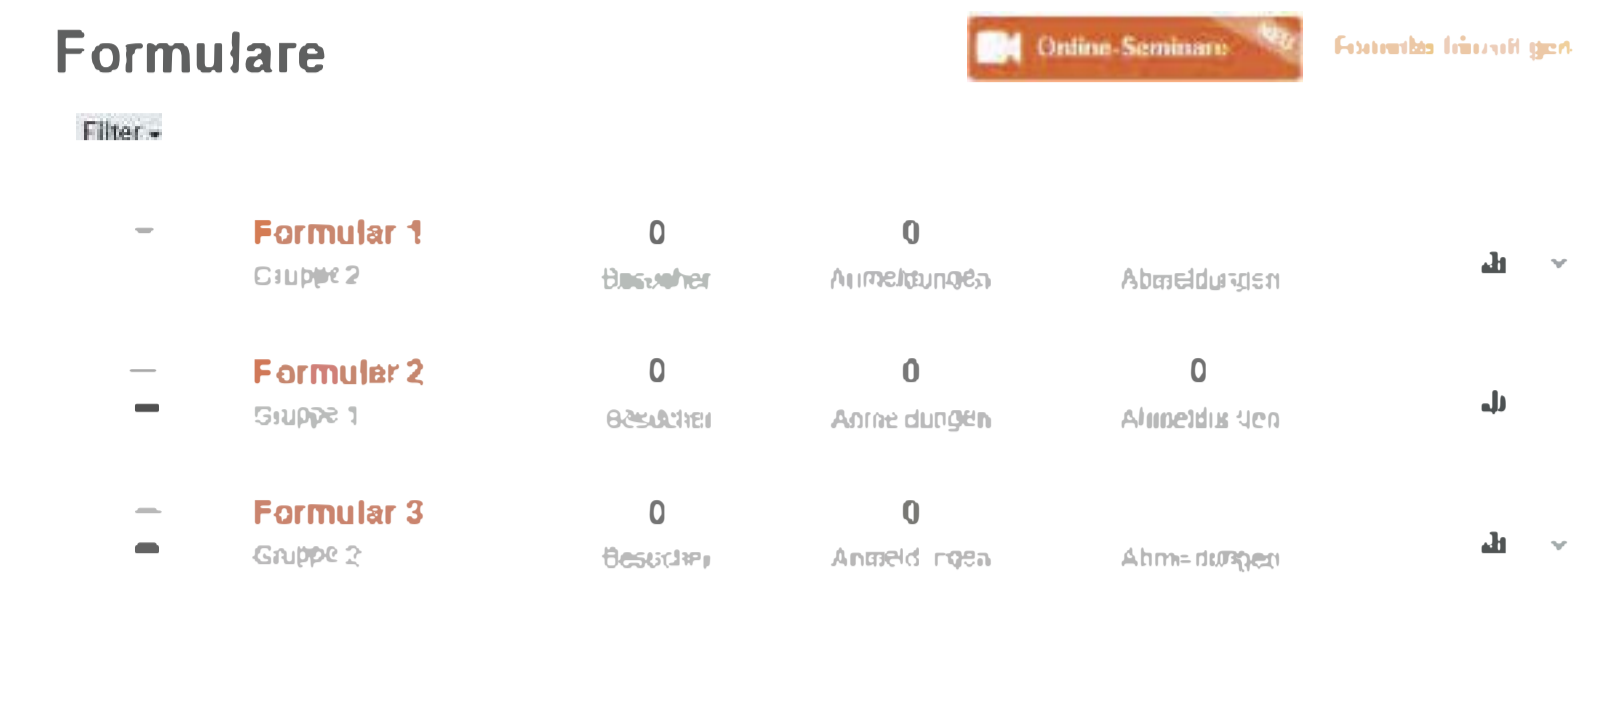 Formulare
Online-Seminare NEU
Filter
Formular 1 0 0
Gruppe 2 Besucher Anmeldungen Abmeldungen
Formular 2 0 0 0
Gruppe 1 Besucher Anmeldungen Abmeldungen
Formular 3 0 0
Gruppe 2 Besucher Anmeldungen Abmeldungen